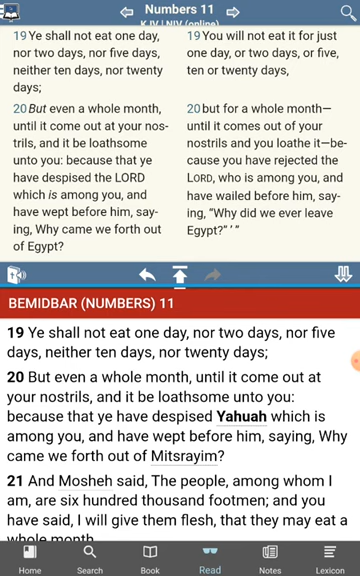 Numbers 11
KJV | NIV (online)
19 Ye shall not eat one day,
nor two days, nor five days,
neither ten days, nor twenty
days;
20 But even a whole month,
until it come out at your nos-
trils, and it be loathsome
unto you: because that ye
have despised the LORD
which is among you, and
have wept before him, say-
ing, Why came we forth out
of Egypt?
19 You will not eat it for just
one day, or two days, or five,
ten or twenty days,
20 but for a whole month—
until it comes out of your
nostrils and you loathe it—be-
cause you have rejected the
LORD, who is among you, and
have wailed before him, say-
ing, “Why did we ever leave
Egypt?” ’ ”
BEMIDBAR (NUMBERS) 11
19 Ye shall not eat one day, nor two days, nor five
days, neither ten days, nor twenty days;
20 But even a whole month, until it come out at
your nostrils, and it be loathsome unto you:
because that ye have despised Yahuah which is
among you, and have wept before him, saying, Why
came we forth out of Mitsrayim?
21 And Mosheh said, The people, among whom I
am, are six hundred thousand footmen; and you
have said, I will give them flesh, that they may eat a
whole month.
Home
Search
Book
Read
Notes
Lexicon